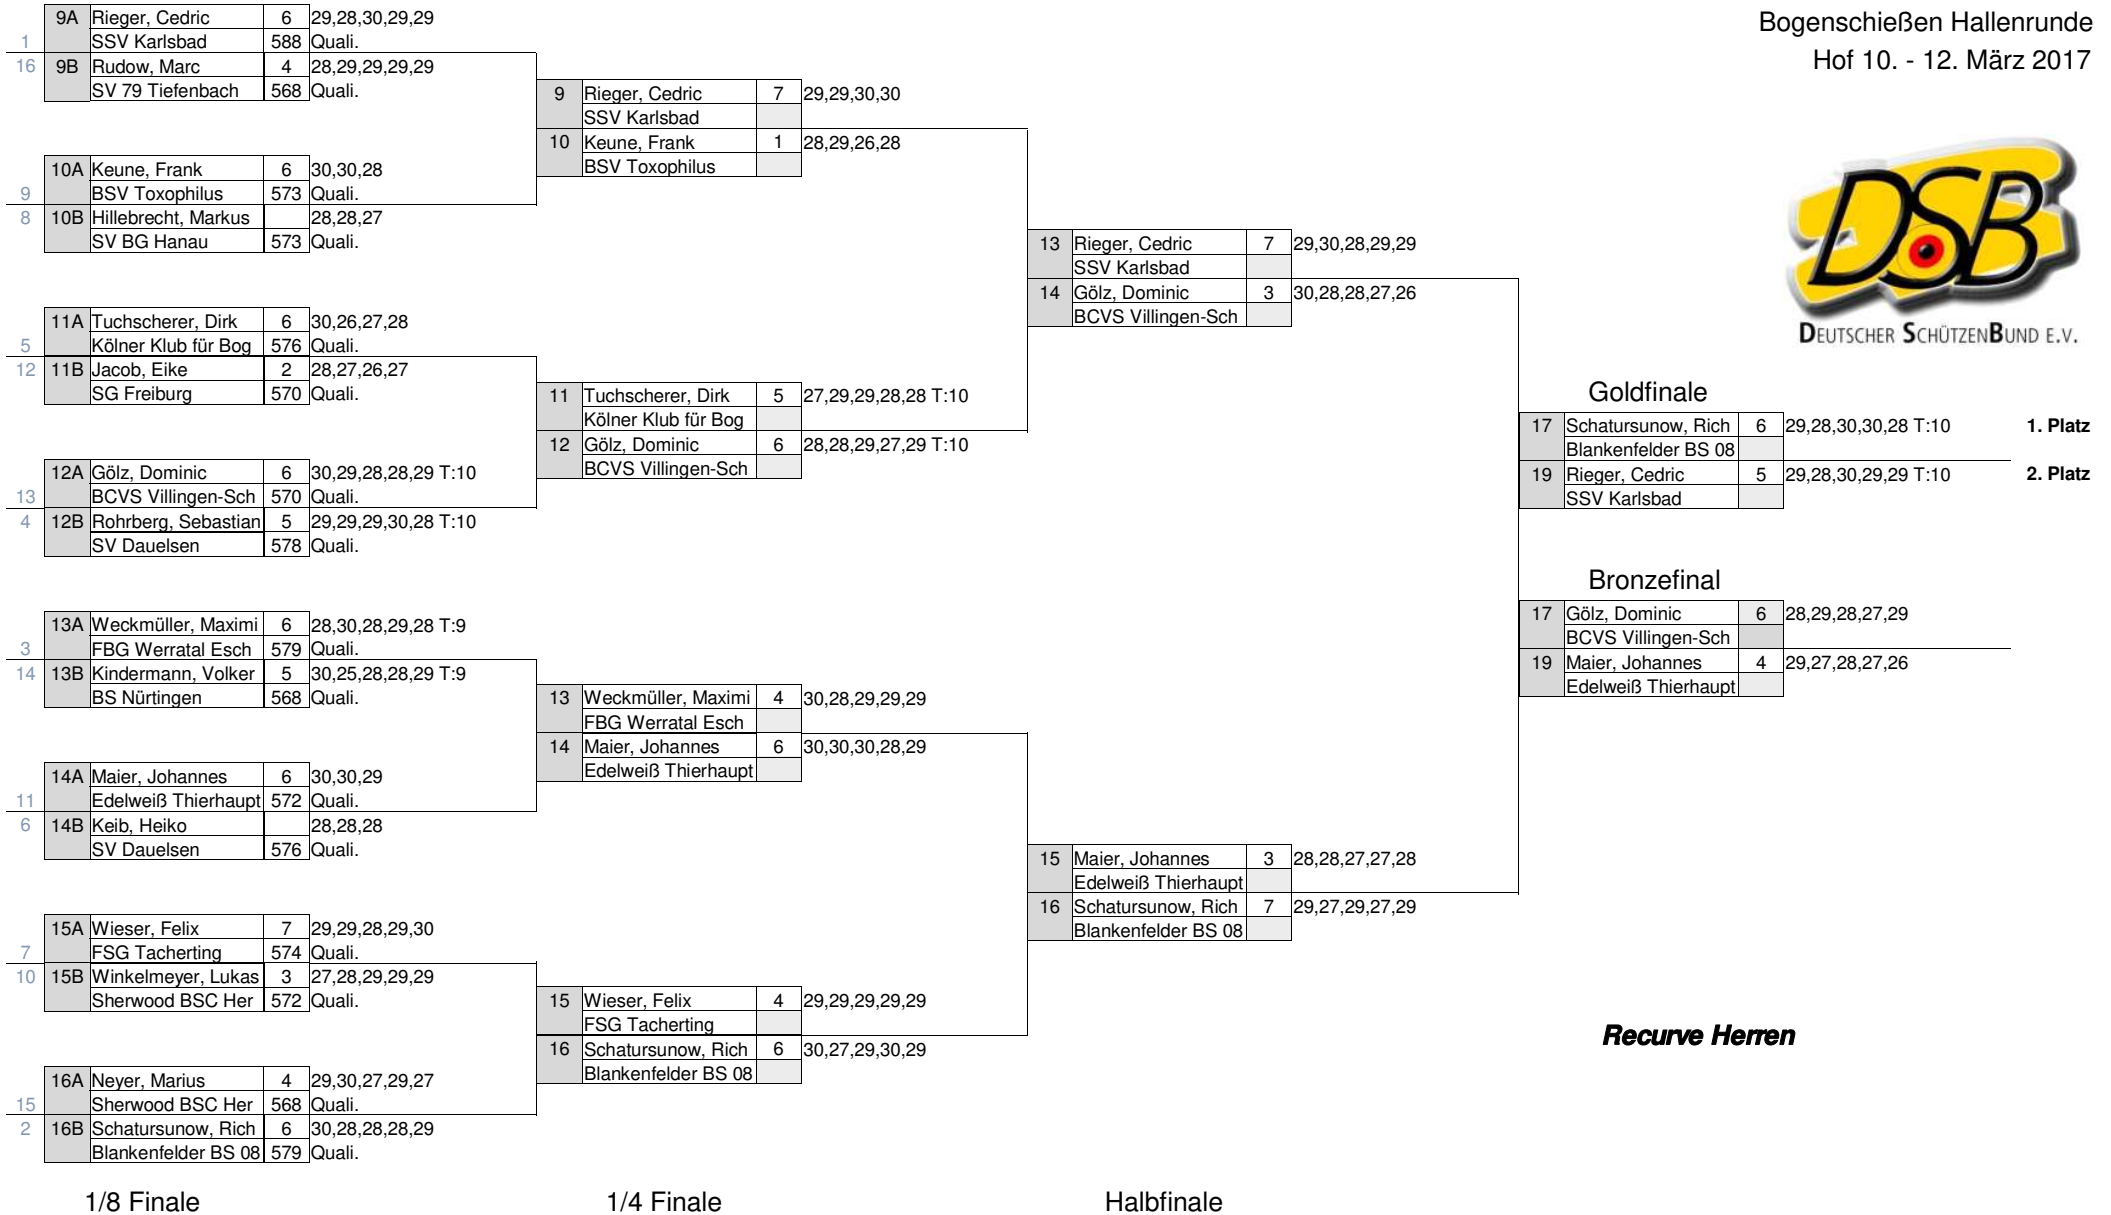 Bogenschießen Hallenrunde
Hof 10. - 12. März 2017
DSB
DEUTSCHER SCHÜTZENBUND E.V.
9A Rieger, Cedric 6 29,28,30,29,29
1 SSV Karlsbad 588 Quali.
16 9B Rudow, Marc 4 28,29,29,29,29
SV 79 Tiefenbach 568 Quali.
10A Keune, Frank 6 30,30,28
9 BSV Toxophilus 573 Quali.
8 10B Hillebrecht, Markus 28,28,27
SV BG Hanau 573 Quali.
11A Tuchscherer, Dirk 6 30,26,27,28
5 Kölner Klub für Bog 576 Quali.
12 11B Jacob, Eike 2 28,27,26,27
SG Freiburg 570 Quali.
12A Gölz, Dominic 6 30,29,28,28,29 T:10
13 BCVS Villingen-Sch 570 Quali.
4 12B Rohrberg, Sebastian 5 29,29,29,30,28 T:10
SV Dauelsen 578 Quali.
13A Weckmüller, Maximi 6 28,30,28,29,28 T:9
3 FBG Werratal Esch 579 Quali.
14 13B Kindermann, Volker 5 30,25,28,28,29 T:9
BS Nürtingen 568 Quali.
14A Maier, Johannes 6 30,30,29
11 Edelweiß Thierhaupt 572 Quali.
6 14B Keib, Heiko 28,28,28
SV Dauelsen 576 Quali.
15A Wieser, Felix 7 29,29,28,29,30
7 FSG Tacherting 574 Quali.
10 15B Winkelmeyer, Lukas 3 27,28,29,29,29
Sherwood BSC Her 572 Quali.
16A Neyer, Marius 4 29,30,27,29,27
15 Sherwood BSC Her 568 Quali.
2 16B Schatursunow, Rich 6 30,28,28,28,29
Blankenfelder BS 08 579 Quali.
1/8 Finale
9 Rieger, Cedric 7 29,29,30,30
SSV Karlsbad
10 Keune, Frank 1 28,29,26,28
BSV Toxophilus
11 Tuchscherer, Dirk 5 27,29,29,28,28 T:10
Kölner Klub für Bog
12 Gölz, Dominic 6 28,28,29,27,29 T:10
BCVS Villingen-Sch
13 Weckmüller, Maximi 4 30,28,29,29,29
FBG Werratal Esch
14 Maier, Johannes 6 30,30,30,28,29
Edelweiß Thierhaupt
15 Wieser, Felix 4 29,29,29,29,29
FSG Tacherting
16 Schatursunow, Rich 6 30,27,29,30,29
Blankenfelder BS 08
1/4 Finale
13 Rieger, Cedric 7 29,30,28,29,29
SSV Karlsbad
14 Gölz, Dominic 3 30,28,28,27,26
BCVS Villingen-Sch
15 Maier, Johannes 3 28,28,27,27,28
Edelweiß Thierhaupt
16 Schatursunow, Rich 7 29,27,29,27,29
Blankenfelder BS 08
Halbfinale
Goldfinale
17 Schatursunow, Rich 6 29,28,30,30,28 T:10 1. Platz
Blankenfelder BS 08
19 Rieger, Cedric 5 29,28,30,29,29 T:10 2. Platz
SSV Karlsbad
Bronzefinal
17 Gölz, Dominic 6 28,29,28,27,29
BCVS Villingen-Sch
19 Maier, Johannes 4 29,27,28,27,26
Edelweiß Thierhaupt
Recurve Herren